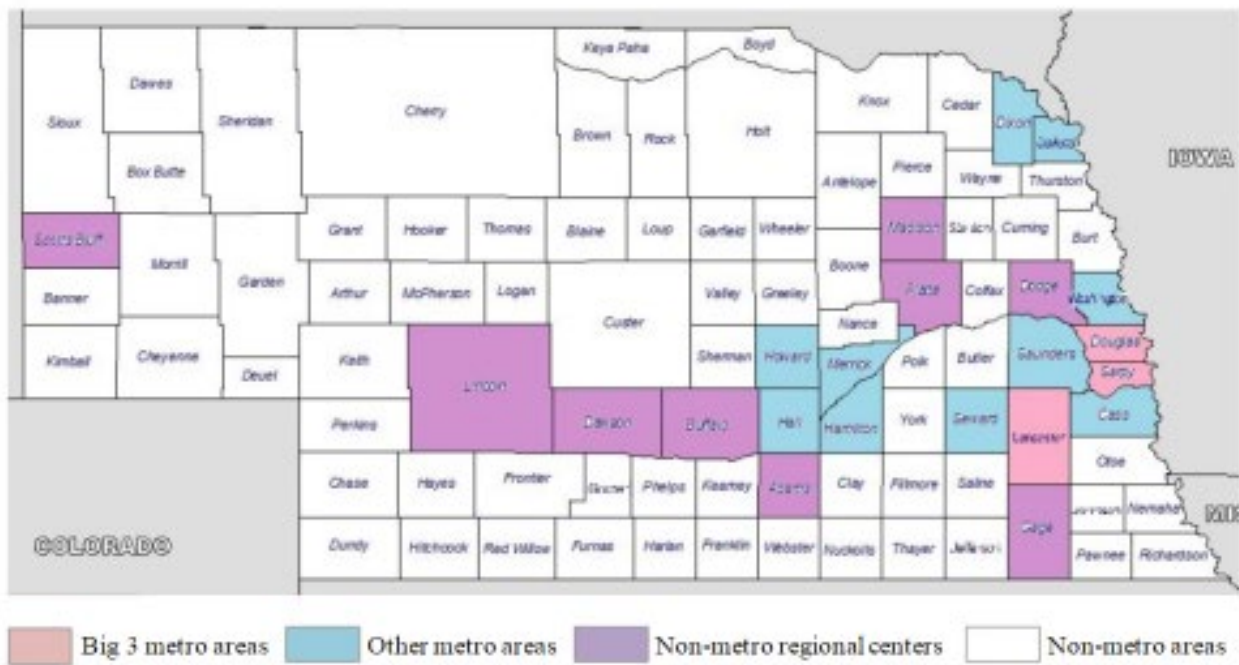 Keya Paha
Boyd
Dawes
Sioux
Sheridan
Cherry
Brown
Rock
Holt
Knox
Cedar
Dixon
Dakota
IOWA
Box Butte
Antelope
Pierce
Wayne
Thurston
Scotts Bluff
Morrill
Garden
Grant
Hooker
Thomas
Blaine
Loup
Garfield
Wheeler
Madison
Stanton
Cuming
Burt
Banner
Arthur
McPherson
Logan
Custer
Valley
Greeley
Boone
Platte
Colfax
Dodge
Washington
Kimball
Cheyenne
Deuel
Keith
Lincoln
Sherman
Howard
Nance
Merrick
Polk
Butler
Saunders
Douglas
Sarpy
Perkins
Dawson
Buffalo
Hall
Hamilton
York
Seward
Lancaster
Cass
Otoe
Chase
Hayes
Frontier
Phelps
Kearney
Adams
Clay
Fillmore
Saline
Gage
Nemaha
MIS
COLORADO
Dundy
Hitchcock
Red Willow
Furnas
Harlan
Franklin
Webster
Nuckolls
Thayer
Jefferson
Pawnee
Richardson
Big 3 metro areas
Other metro areas
Non-metro regional centers
Non-metro areas